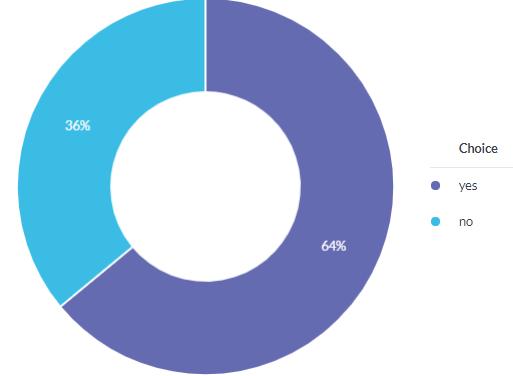 36%
64%
Choice
yes
no